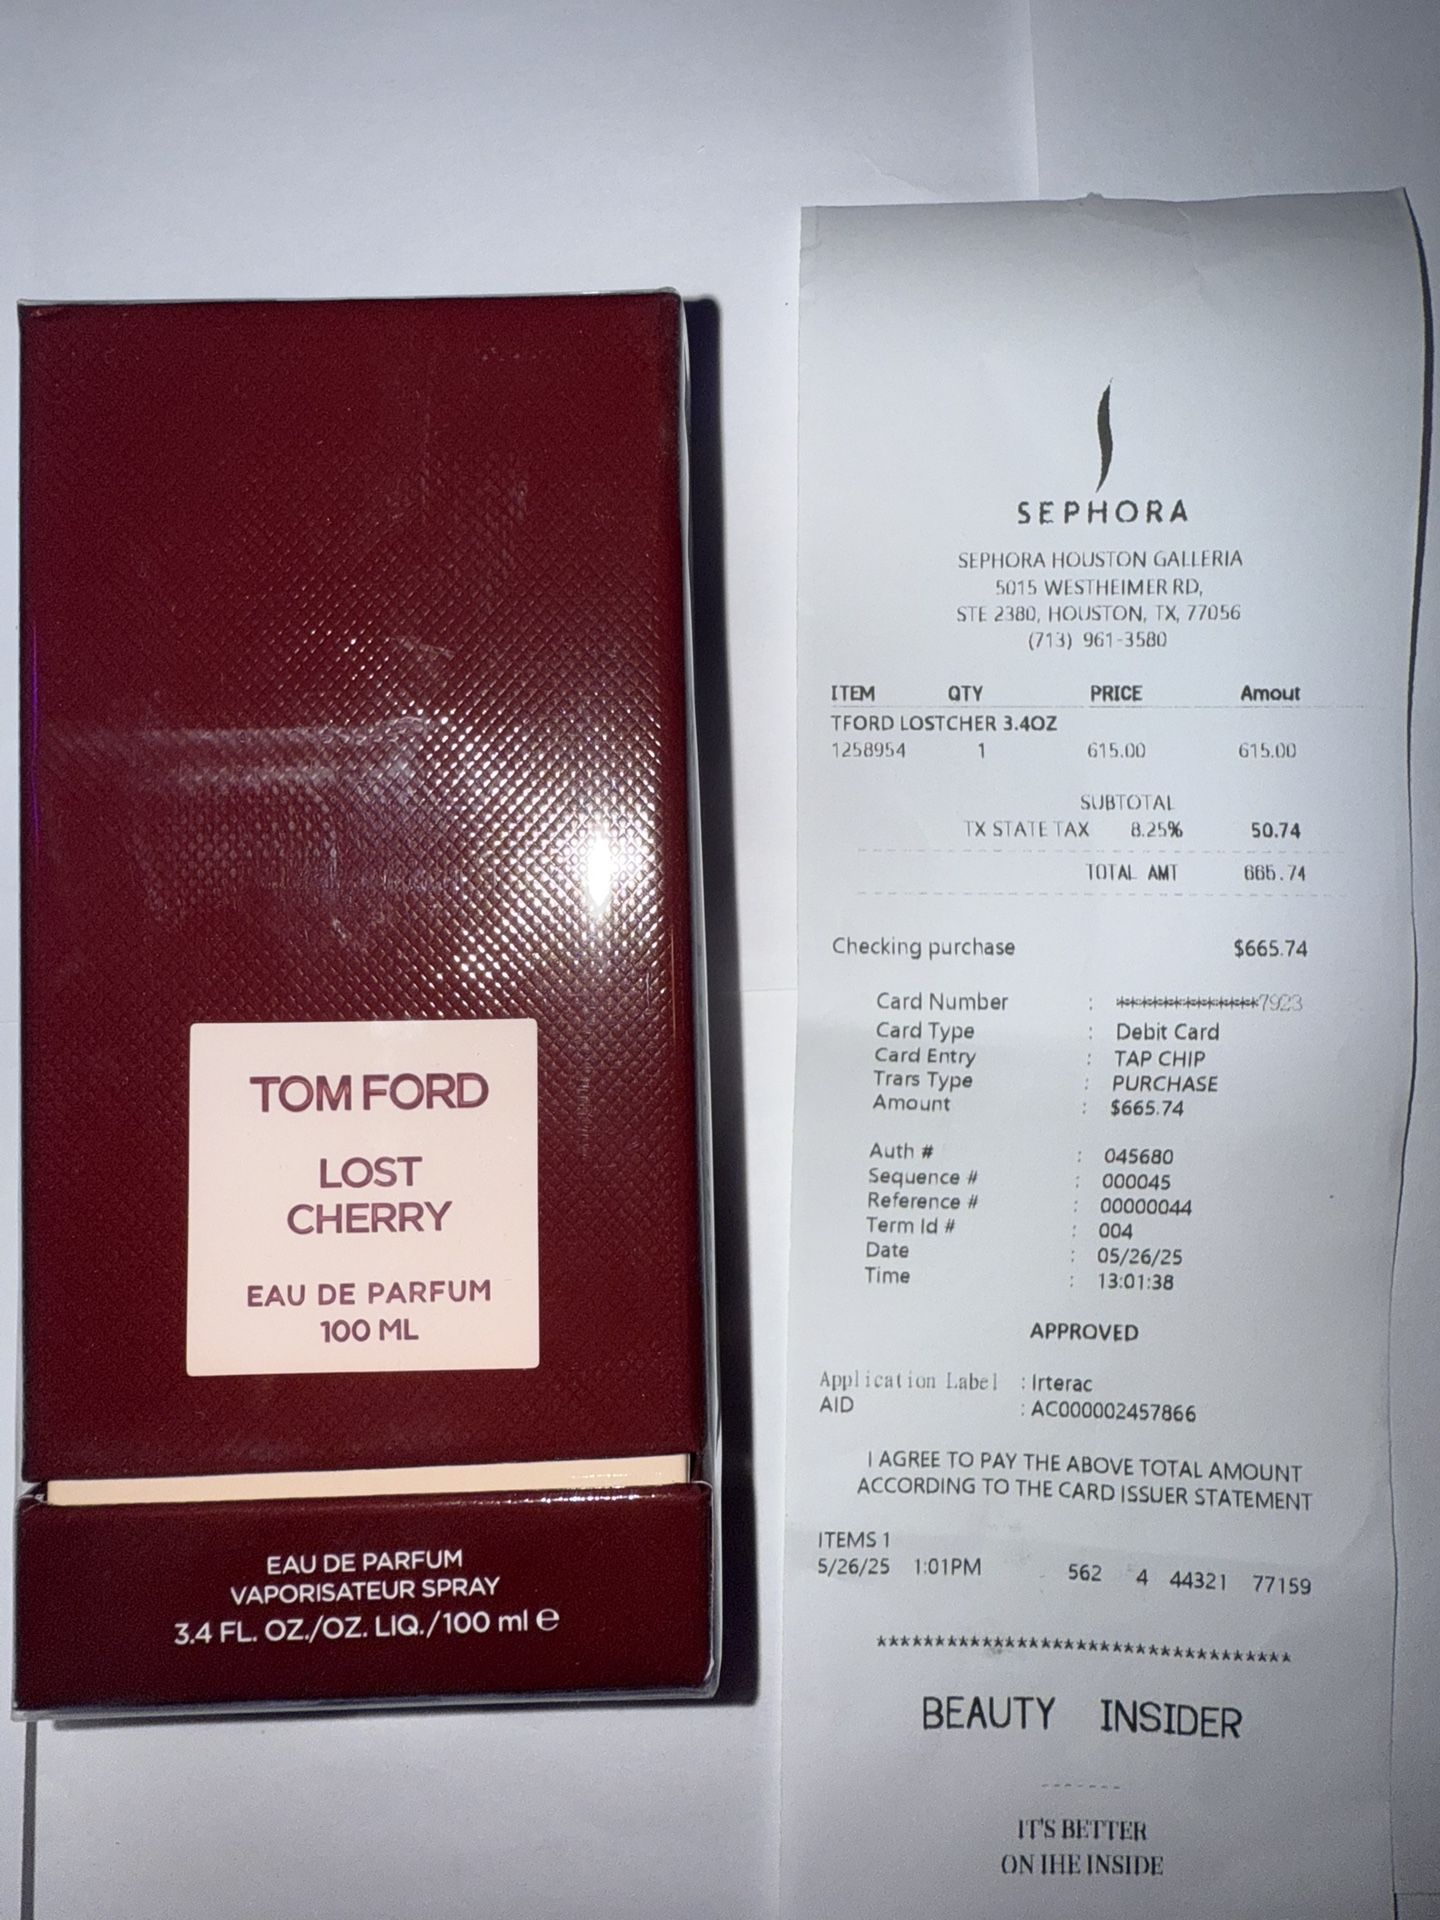 TOM FORD
LOST
CHERRY
EAU DE PARFUM
100 ML
EAU DE PARFUM
VAPORISATEUR SPRAY
3.4 FL. OZ./OZ. LIQ./100 ml ℮
SEPHORA
SEPHORA HOUSTON GALLERIA
5015 WESTHEIMER RD,
STE 2380, HOUSTON, TX, 77056
(713) 961-3580
ITEM QTY PRICE Amout
TFORD LOSTCHER 3.4OZ
1258954 1 615.00 615.00
SUBTOTAL
TX STATE TAX 8.25% 50.74
TOTAL AMT 665.74
Checking purchase $665.74
Card Number : *************7923
Card Type : Debit Card
Card Entry : TAP CHIP
Trars Type : PURCHASE
Amount : $665.74
Auth # : 045680
Sequence # : 000045
Reference # : 00000044
Term Id # : 004
Date : 05/26/25
Time : 13:01:38
APPROVED
Application Label : Irterac
AID : AC000002457866
I AGREE TO PAY THE ABOVE TOTAL AMOUNT
ACCORDING TO THE CARD ISSUER STATEMENT
ITEMS 1
5/26/25 1:01PM 562 4 44321 77159
***********************************
BEAUTY INSIDER
-------
IT'S BETTER
ON IHE INSIDE